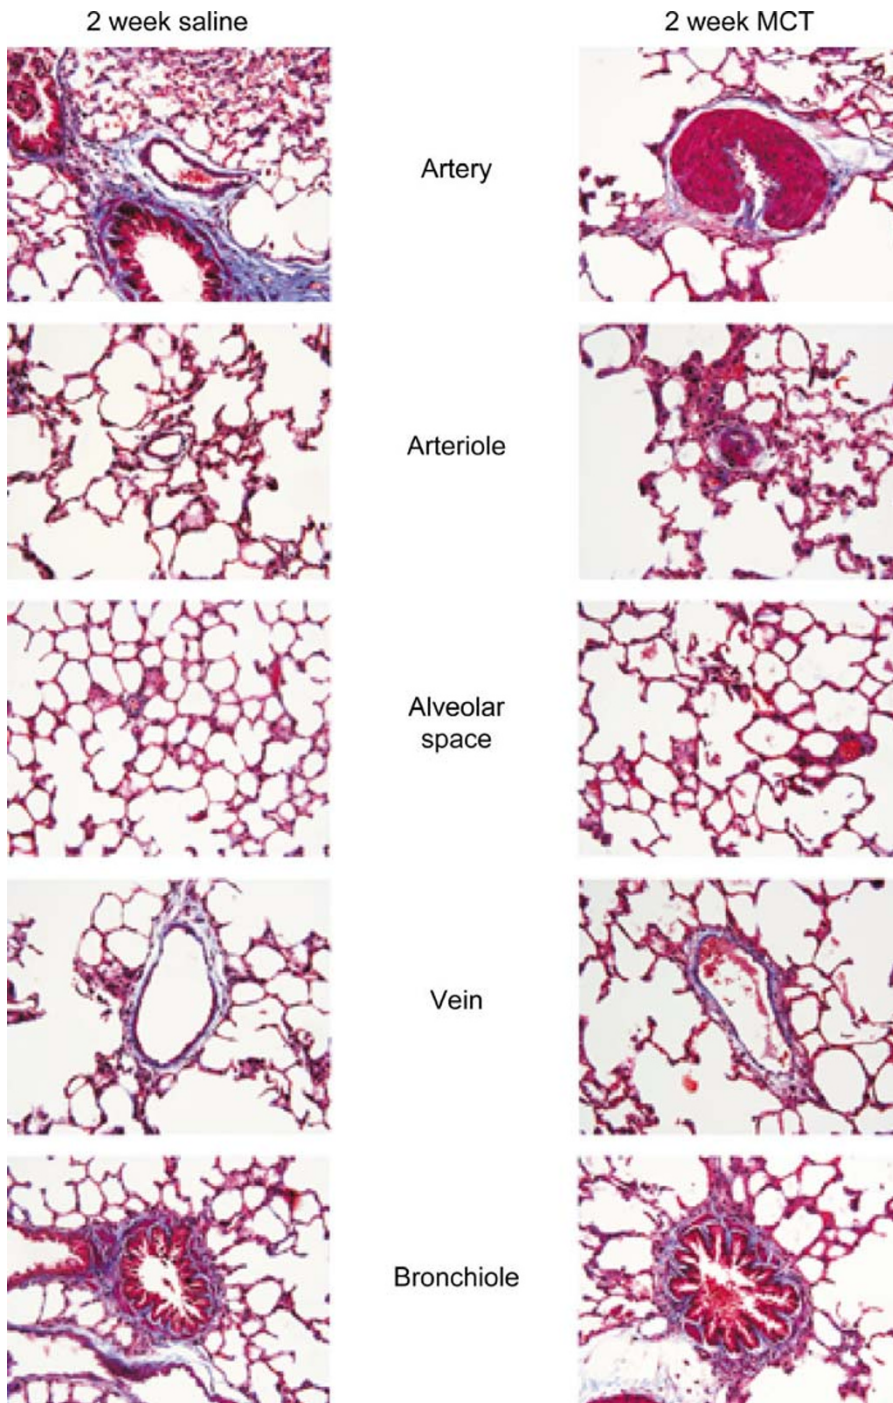 2 week saline
2 week MCT
Artery
Arteriole
Alveolar
space
Vein
Bronchiole